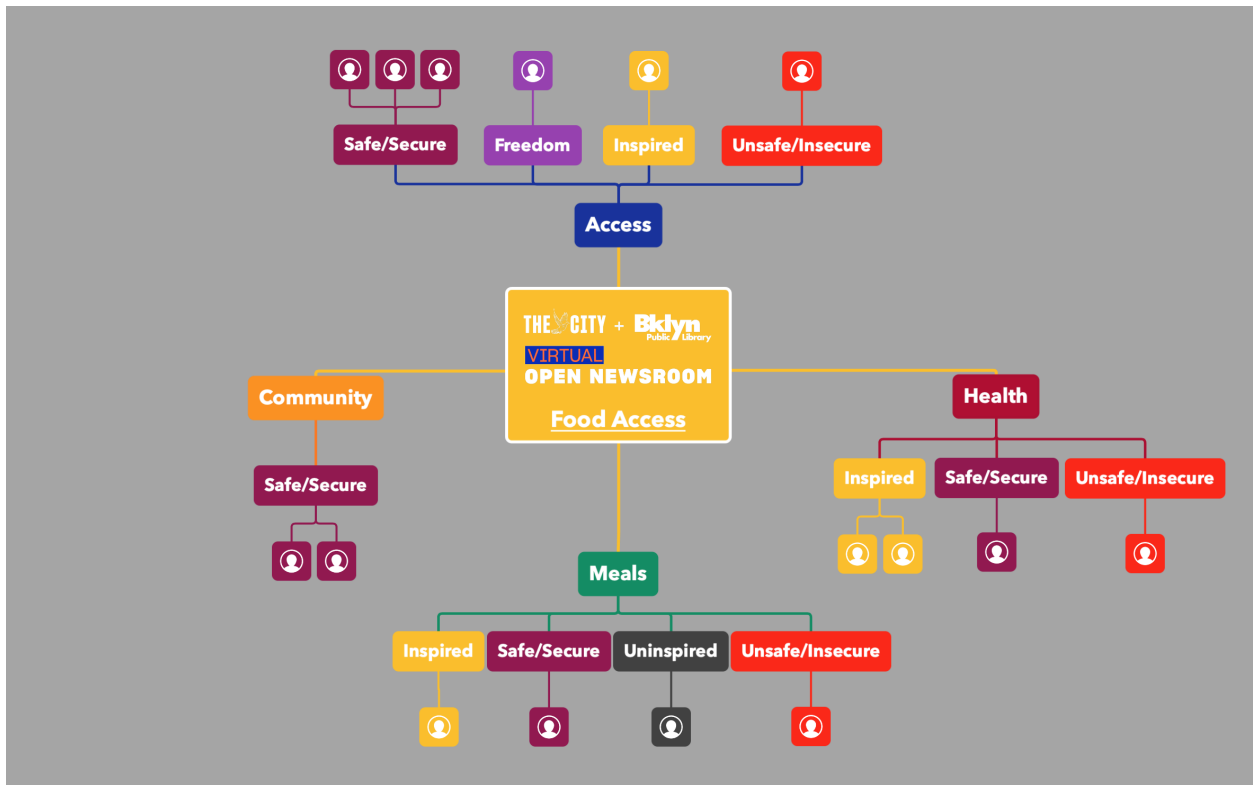 Safe/Secure Freedom Inspired Unsafe/Insecure
Access
THE CITY + Bklyn
Public Library
VIRTUAL
OPEN NEWSROOM
Food Access
Community
Safe/Secure
Health
Inspired Safe/Secure Unsafe/Insecure
Meals
Inspired Safe/Secure Uninspired Unsafe/Insecure